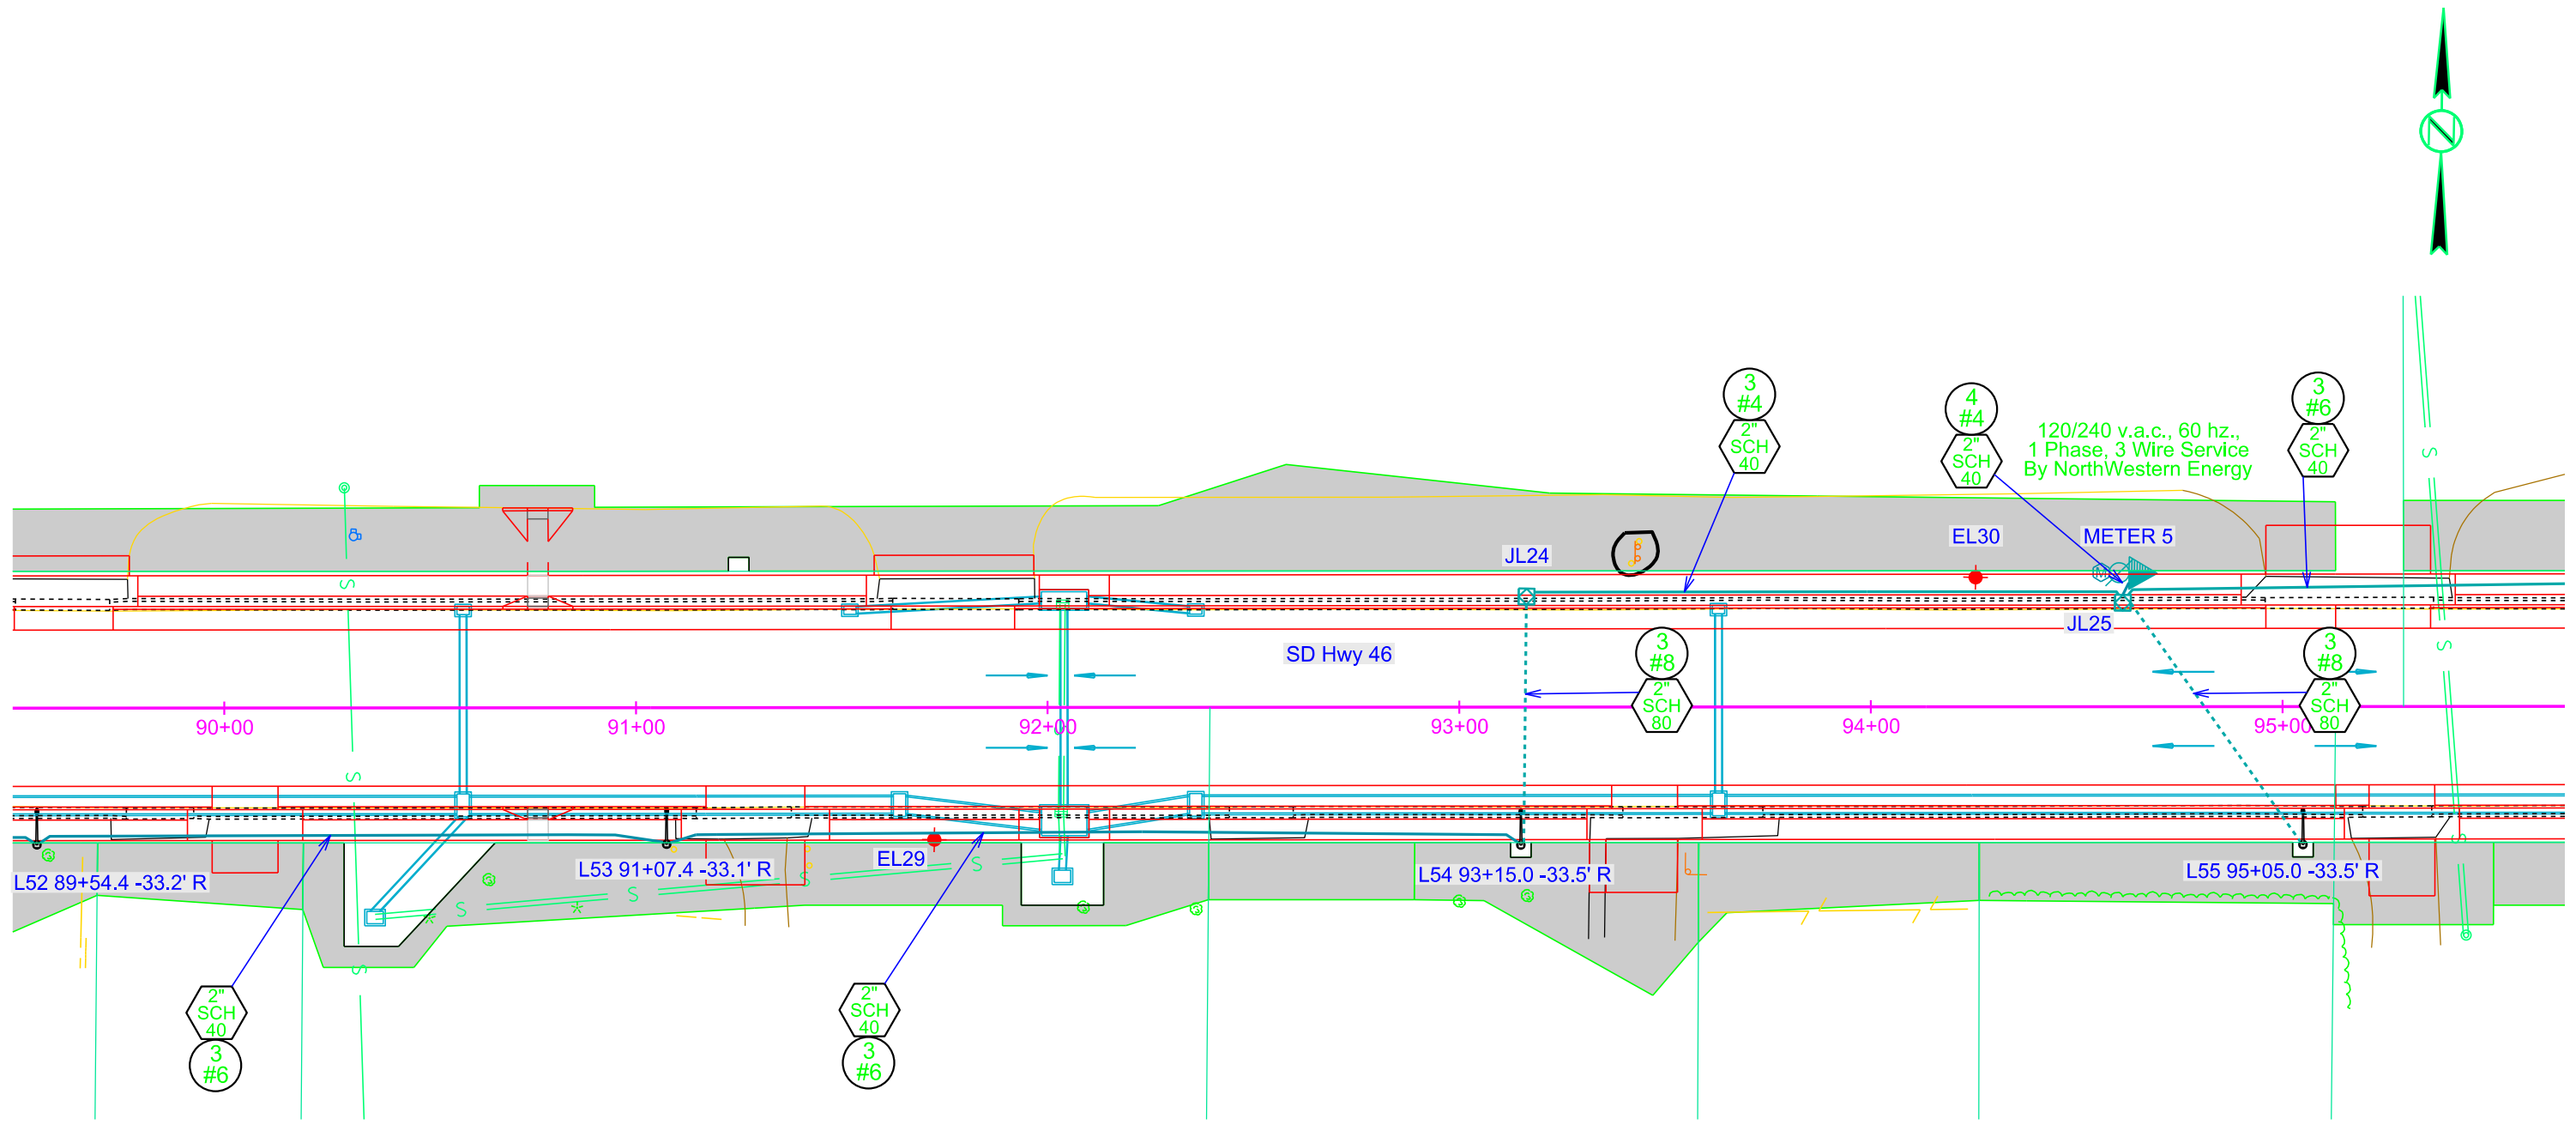 N
3
#4
2"
SCH
40
4
#4
2"
SCH
40
120/240 v.a.c., 60 hz.,
1 Phase, 3 Wire Service
By NorthWestern Energy
3
#6
2"
SCH
40
S
JL24
EL30
METER 5
M
S
JL25
SD Hwy 46
3
#8
2"
SCH
80
3
#8
2"
SCH
80
S
90+00
91+00
92+00
93+00
94+00
95+00
S
L52 89+54.4 -33.2' R
L53 91+07.4 -33.1' R
EL29
L54 93+15.0 -33.5' R
L55 95+05.0 -33.5' R
S
S
S
S
S
S
2"
SCH
40
3
#6
2"
SCH
40
3
#6